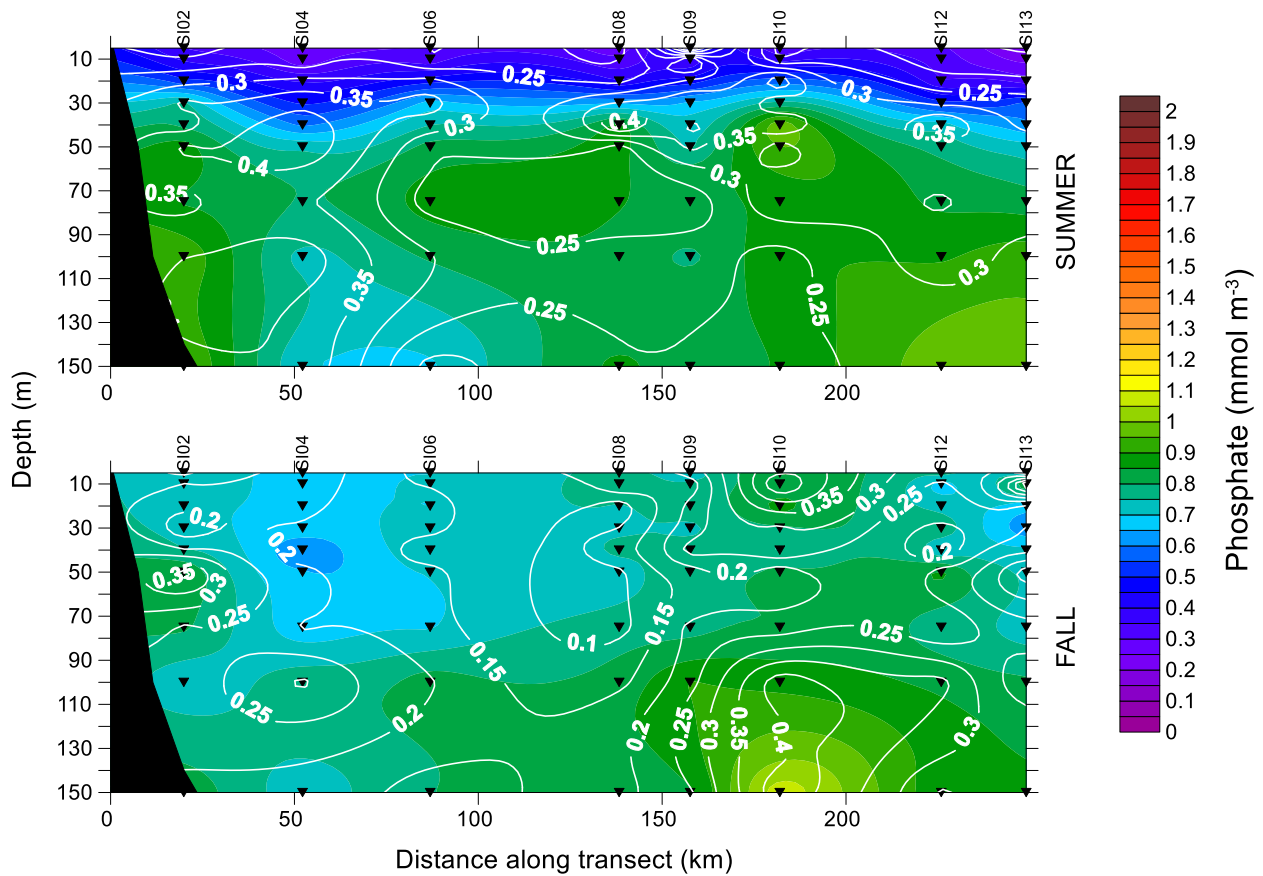 SI02 SI04 SI06 SI08 SI09 SI10 SI12 SI13
10
30
50
70
90
110
130
150
0.3 0.35 0.25 0.3 0.25
0.3 0.4 0.35 0.35
0.4 0.3
0.35
0.25 0.3
0.35 0.25 0.25
0 50 100 150 200
SUMMER
Depth (m)
SI02 SI04 SI06 SI08 SI09 SI10 SI12 SI13
10
30
50
70
90
110
130
150
0.2 0.35 0.3 0.25
0.2 0.2
0.35 0.3 0.2
0.25 0.15 0.25
0.15 0.1
0.25 0.2
0.2 0.25 0.3 0.35 0.4 0.3
0 50 100 150 200
FALL
Distance along transect (km)
2
1.9
1.8
1.7
1.6
1.5
1.4
1.3
1.2
1.1
1
0.9
0.8
0.7
0.6
0.5
0.4
0.3
0.2
0.1
0
Phosphate (mmol m-3)